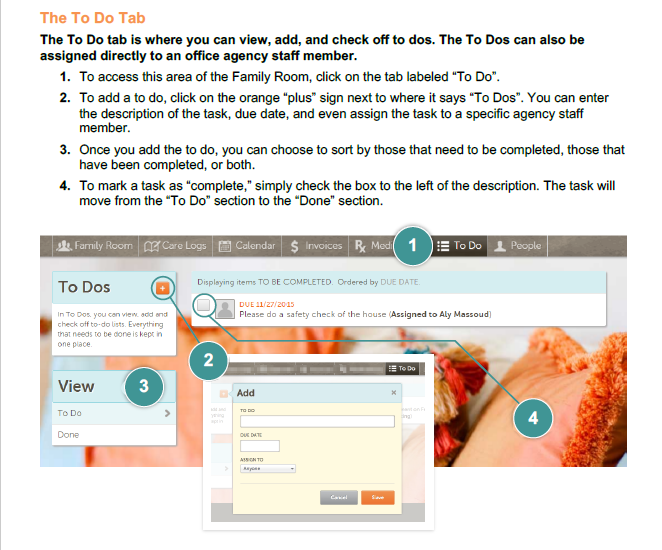 The To Do Tab
The To Do tab is where you can view, add, and check off to dos. The To Dos can also be
assigned directly to an office agency staff member.
1. To access this area of the Family Room, click on the tab labeled “To Do”.
2. To add a to do, click on the orange “plus” sign next to where it says “To Dos”. You can enter
the description of the task, due date, and even assign the task to a specific agency staff
member.
3. Once you add the to do, you can choose to sort by those that need to be completed, those that
have been completed, or both.
4. To mark a task as “complete,” simply check the box to the left of the description. The task will
move from the “To Do” section to the “Done” section.
Family Room Care Logs Calendar $ Invoices Rx Medi 1 To Do People
To Dos +
In To Dos, you can view, add and
check off to-do lists. Everything
that needs to be done is kept in
one place.
Displaying items TO BE COMPLETED. Ordered by DUE DATE
DUE 11/27/2015
Please do a safety check of the house (Assigned to Aly Massoud)
2
View 3
To Do >
Done
To Do
Add ×
TO DO
DUE DATE
ASSIGN TO
Anyone
Cancel Save
4